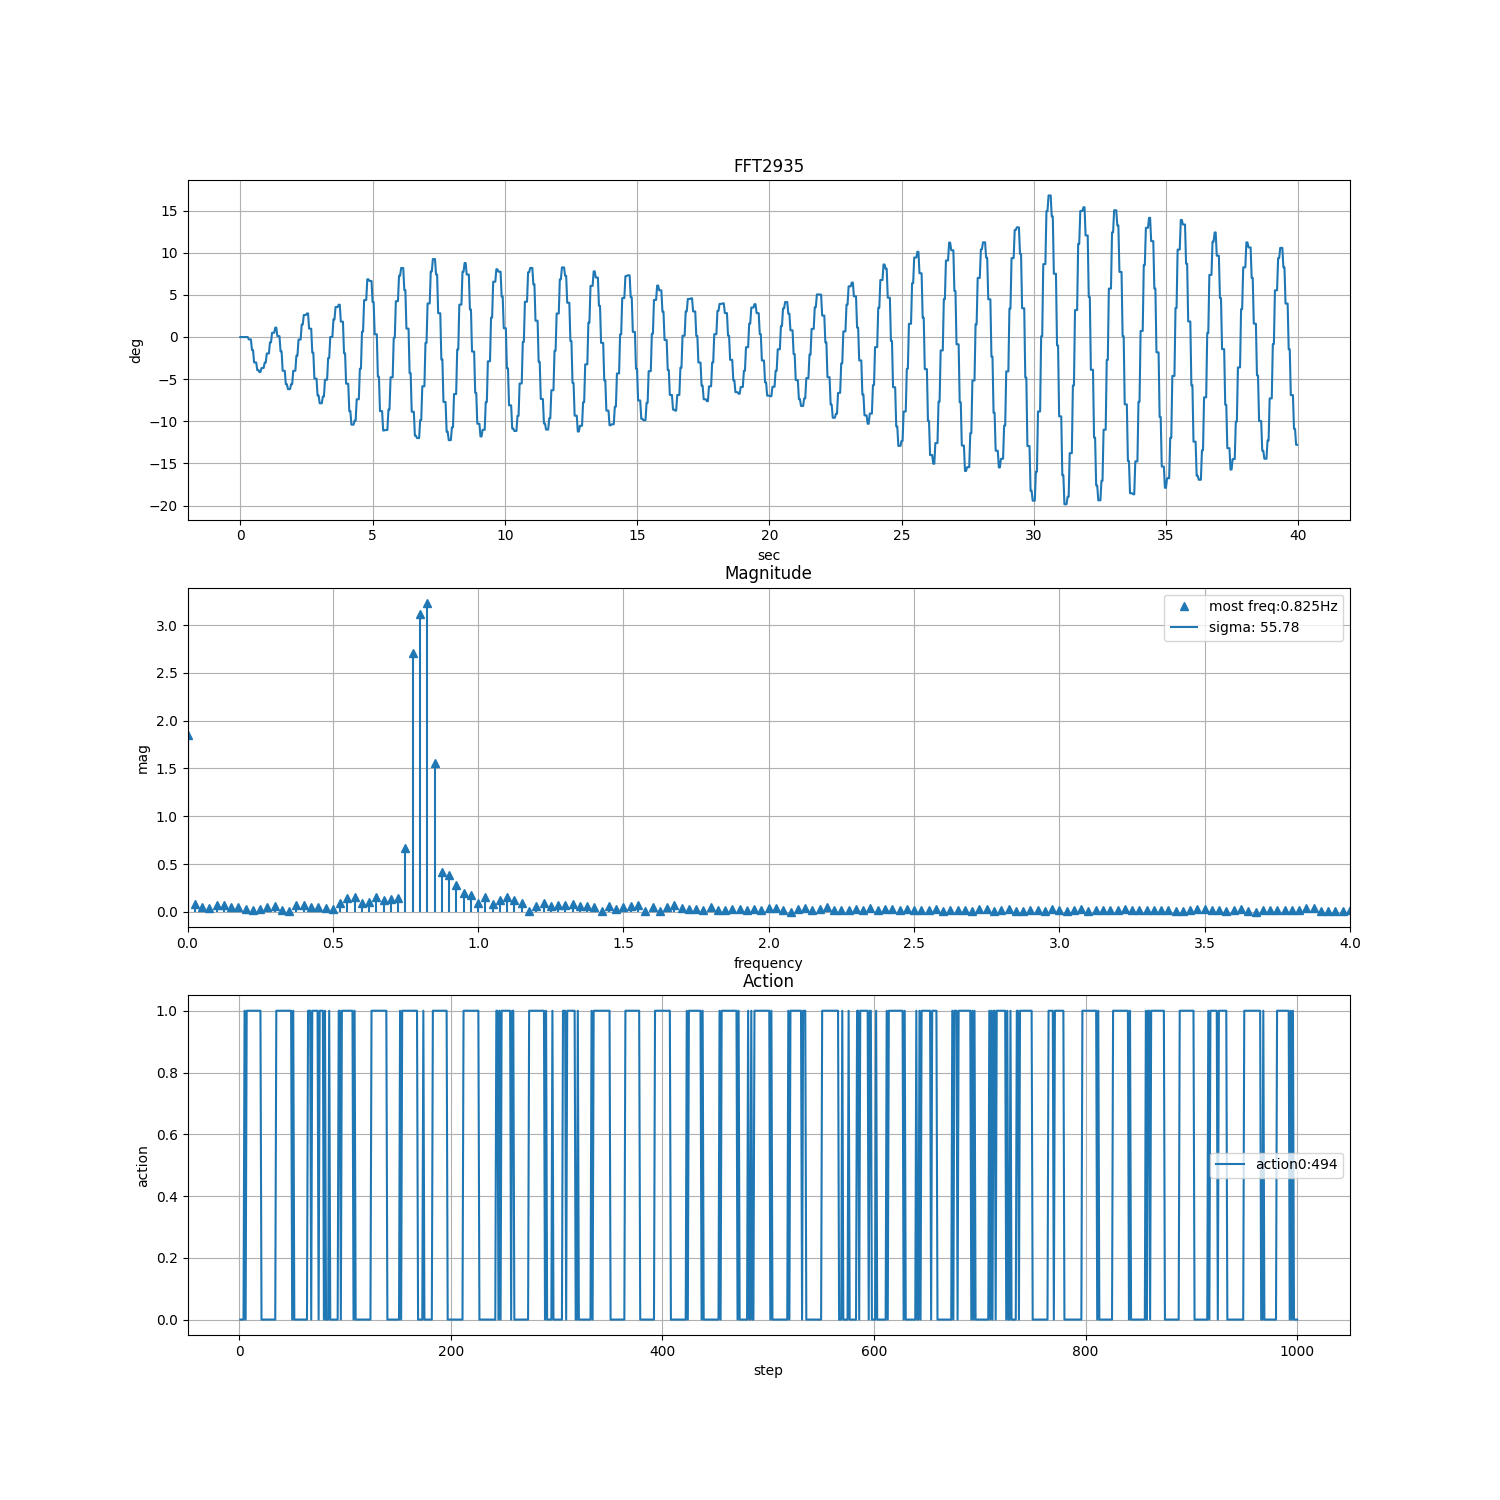 FFT2935
15
10
5
0
−5
−10
−15
−20
deg
0 5 10 15 20 25 30 35 40
sec
Magnitude
most freq:0.825Hz
sigma: 55.78
3.0
2.5
2.0
1.5
1.0
0.5
0.0
mag
0.0 0.5 1.0 1.5 2.0 2.5 3.0 3.5 4.0
frequency
Action
1.0
0.8
0.6
0.4
0.2
0.0
action
action0:494
0 200 400 600 800 1000
step